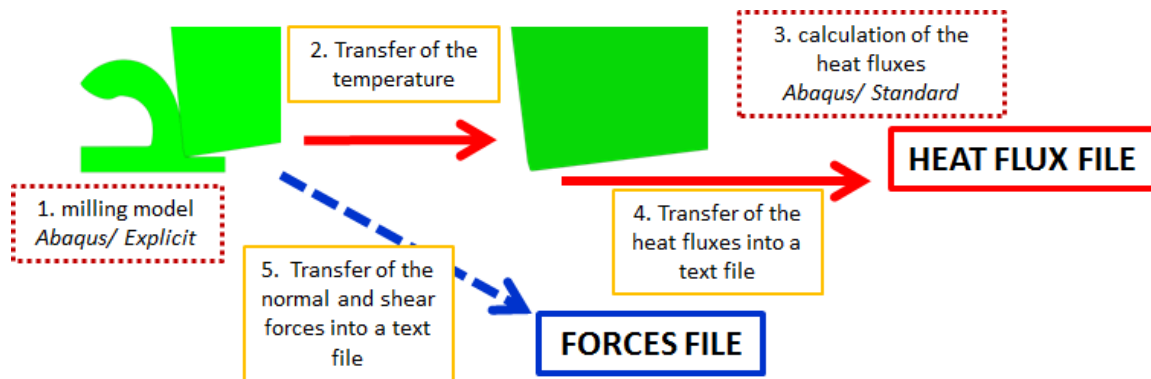 1. milling model
Abaqus/ Explicit
2. Transfer of the
temperature
3. calculation of the
heat fluxes
Abaqus/ Standard
HEAT FLUX FILE
4. Transfer of the
heat fluxes into a
text file
5. Transfer of the
normal and shear
forces into a text
file
FORCES FILE